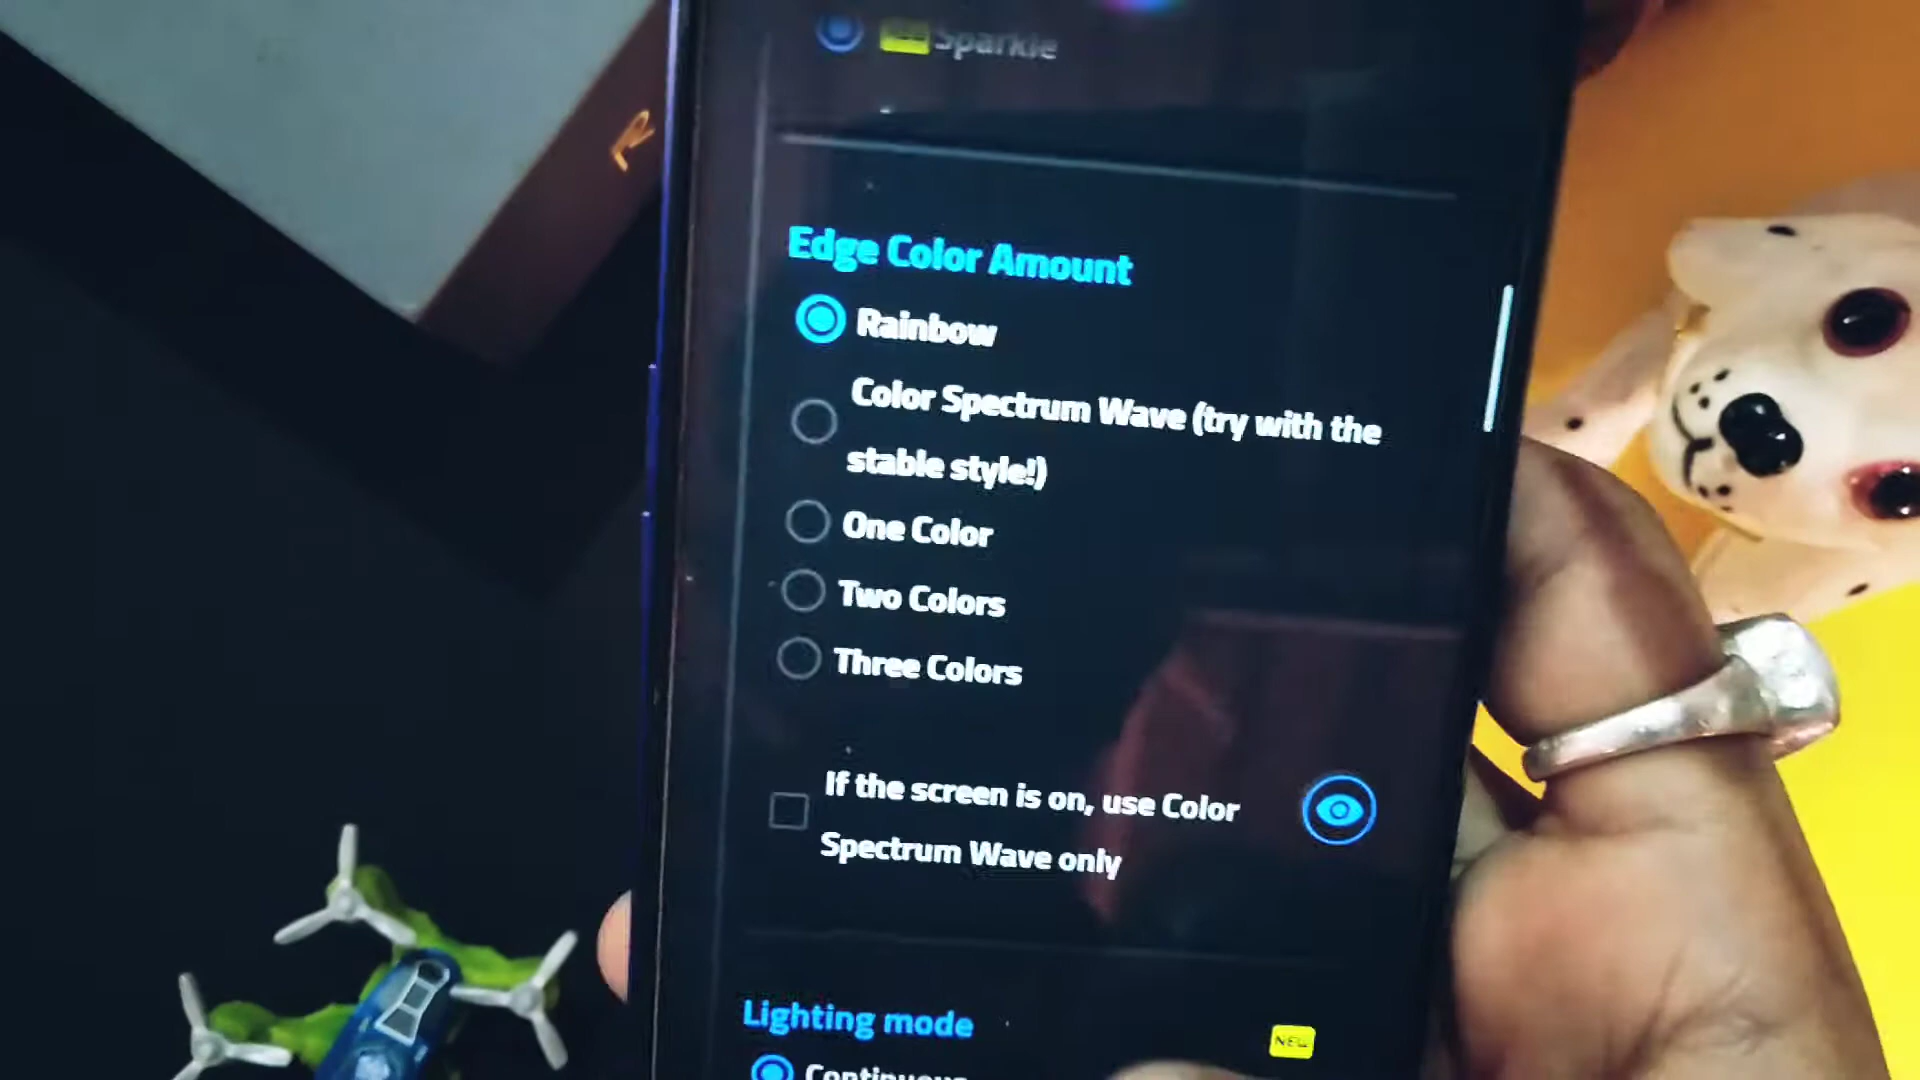 Sparkle
Edge Color Amount
Rainbow
Color Spectrum Wave (try with the
stable style!)
One Color
Two Colors
Three Colors
If the screen is on, use Color
Spectrum Wave only
Lighting mode
NEW
Continuous